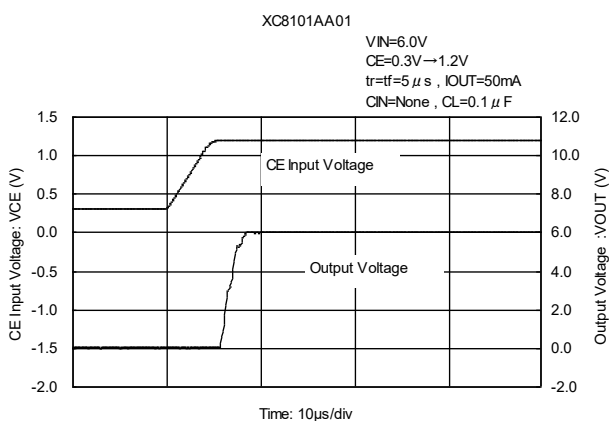 XC8101AA01
VIN=6.0V
CE=0.3V→1.2V
tr=tf=5μs , IOUT=50mA
CIN=None , CL=0.1μF
CE Input Voltage: VCE (V)
1.5
1.0
0.5
0.0
-0.5
-1.0
-1.5
-2.0
CE Input Voltage
Output Voltage
12.0
10.0
8.0
6.0
4.0
2.0
0.0
-2.0
Output Voltage :VOUT (V)
Time: 10μs/div